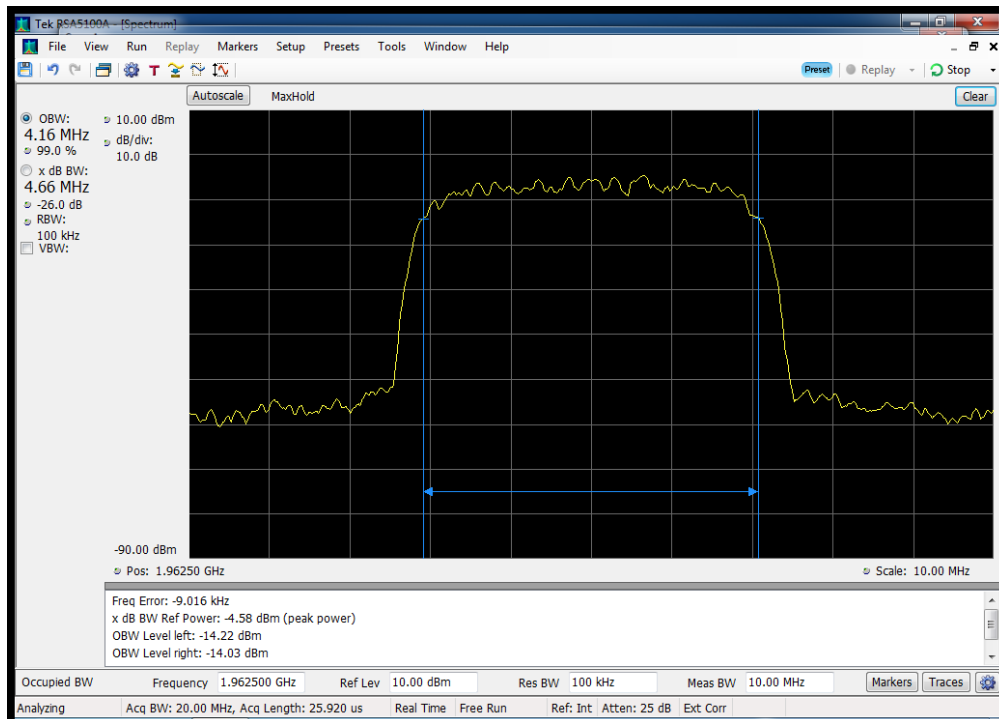 Tek RSA5100A - [Spectrum]
File View Run Replay Markers Setup Presets Tools Window Help
Preset Replay Stop
Autoscale MaxHold Clear
OBW:
4.16 MHz
99.0 %
x dB BW:
4.66 MHz
-26.0 dB
RBW:
100 kHz
VBW:
10.00 dBm
dB/div:
10.0 dB
-90.00 dBm
Pos: 1.96250 GHz Scale: 10.00 MHz
Freq Error: -9.016 kHz
x dB BW Ref Power: -4.58 dBm (peak power)
OBW Level left: -14.22 dBm
OBW Level right: -14.03 dBm
Occupied BW Frequency 1.962500 GHz Ref Lev 10.00 dBm Res BW 100 kHz Meas BW 10.00 MHz Markers Traces
Analyzing Acq BW: 20.00 MHz, Acq Length: 25.920 us Real Time Free Run Ref: Int Atten: 25 dB Ext Corr